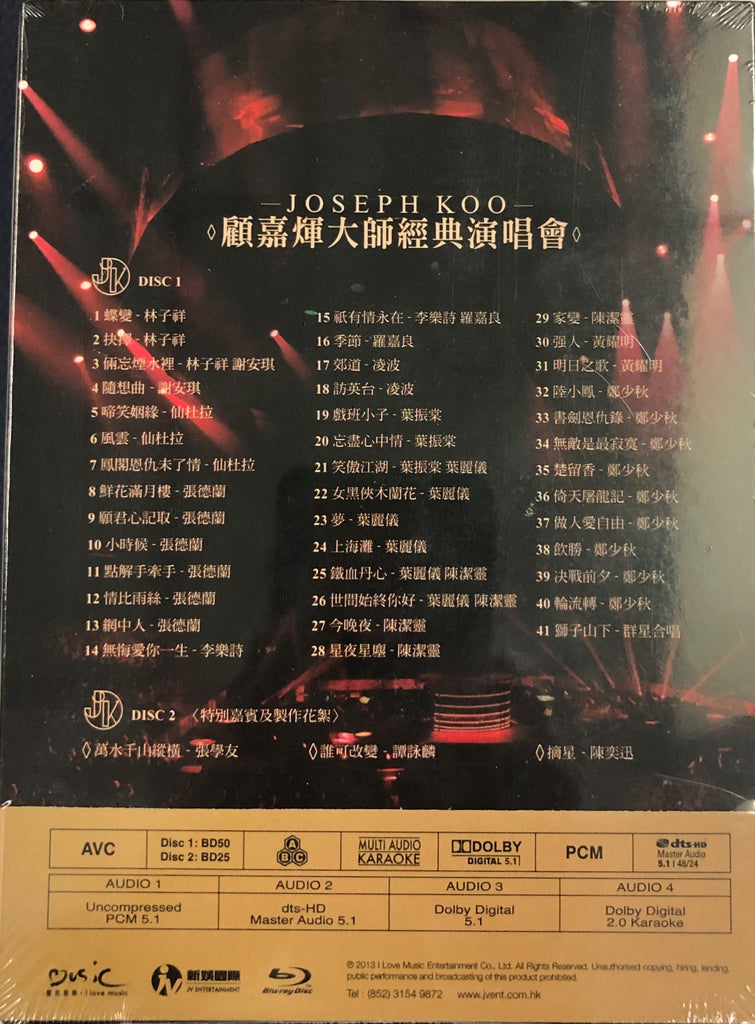 JOSEPH KOO
顧嘉煇大師經典演唱會
DISC 1
1 蝶變 - 林子祥
2 抉擇 - 林子祥
3 倆忘煙水裡 - 林子祥 謝安琪
4 隨想曲 - 謝安琪
5 啼笑姻緣 - 仙杜拉
6 風雲 - 仙杜拉
7 鳳閣恩仇未了情 - 仙杜拉
8 鮮花滿月樓 - 張德蘭
9 願君心記取 - 張德蘭
10 小時候 - 張德蘭
11 點解手牽手 - 張德蘭
12 情比雨絲 - 張德蘭
13 網中人 - 張德蘭
14 無悔愛你一生 - 李樂詩
15 祇有情永在 - 李樂詩 羅嘉良
16 季節 - 羅嘉良
17 郊道 - 凌波
18 訪英台 - 凌波
19 戲班小子 - 葉振棠
20 忘盡心中情 - 葉振棠
21 笑傲江湖 - 葉振棠 葉麗儀
22 女黑俠木蘭花 - 葉麗儀
23 夢 - 葉麗儀
24 上海灘 - 葉麗儀
25 鐵血丹心 - 葉麗儀 陳潔靈
26 世間始終你好 - 葉麗儀 陳潔靈
27 今晚夜 - 陳潔靈
28 星夜星塵 - 陳潔靈
29 家變 - 陳潔靈
30 強人 - 黃耀明
31 明日之歌 - 黃耀明
32 陸小鳳 - 鄭少秋
33 書劍恩仇錄 - 鄭少秋
34 無敵是最寂寞 - 鄭少秋
35 楚留香 - 鄭少秋
36 倚天屠龍記 - 鄭少秋
37 做人愛自由 - 鄭少秋
38 飲勝 - 鄭少秋
39 決戰前夕 - 鄭少秋
40 輪流轉 - 鄭少秋
41 獅子山下 - 群星合唱
DISC 2 〈特別嘉賓及製作花絮〉
◊萬水千山縱橫 - 張學友
◊誰可改變 - 譚詠麟
◊摘星 - 陳奕迅
AVC
Disc 1: BD50
Disc 2: BD25
A B C
MULTI AUDIO
KARAOKE
DOLBY
DIGITAL 5.1
PCM
dts-HD
Master Audio
5.1 | 48/24
AUDIO 1
AUDIO 2
AUDIO 3
AUDIO 4
Uncompressed
PCM 5.1
dts-HD
Master Audio 5.1
Dolby Digital
5.1
Dolby Digital
2.0 Karaoke
music
愛我音樂 - i love music
新娛國際
JV ENTERTAINMENT
Blu-ray Disc
℗ 2013 I Love Music Entertainment Co., Ltd. All Rights Reserved. Unauthorised copying, hiring, lending,
public performance and broadcasting of this product prohibited.
Tel : (852) 3154 9872 www.jvent.com.hk